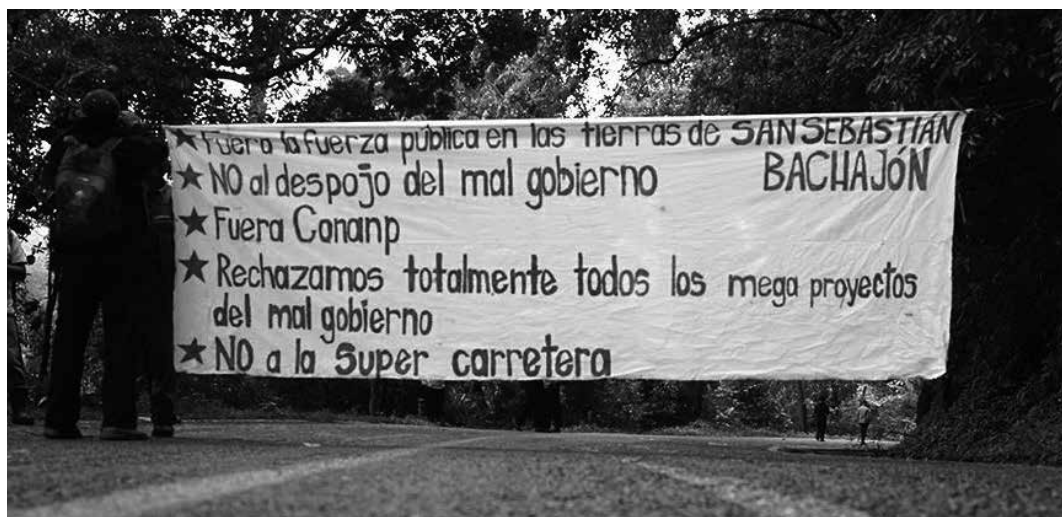 ★ Fuera la fuerza pública en las tierras de SAN SEBASTIÁN
BACHAJÓN
★ NO al despojo del mal gobierno
★ Fuera Conanp
★ Rechazamos totalmente todos los mega proyectos
del mal gobierno
★ NO a la Super carretera